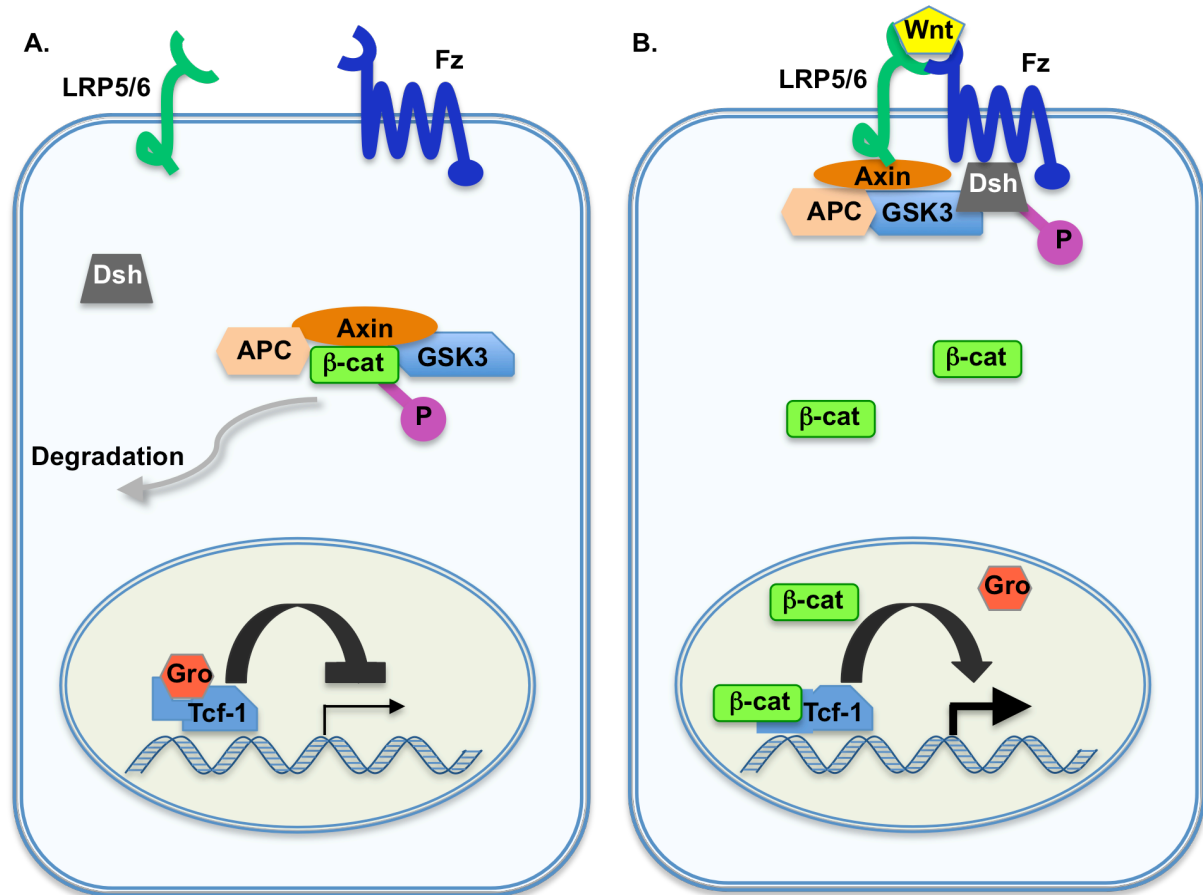 A.
LRP5/6
Fz
Dsh
Axin
APC
β-cat
GSK3
P
Degradation
Gro
Tcf-1
B.
Wnt
LRP5/6
Fz
Axin
APC
GSK3
Dsh
P
β-cat
β-cat
β-cat
Gro
β-cat
Tcf-1